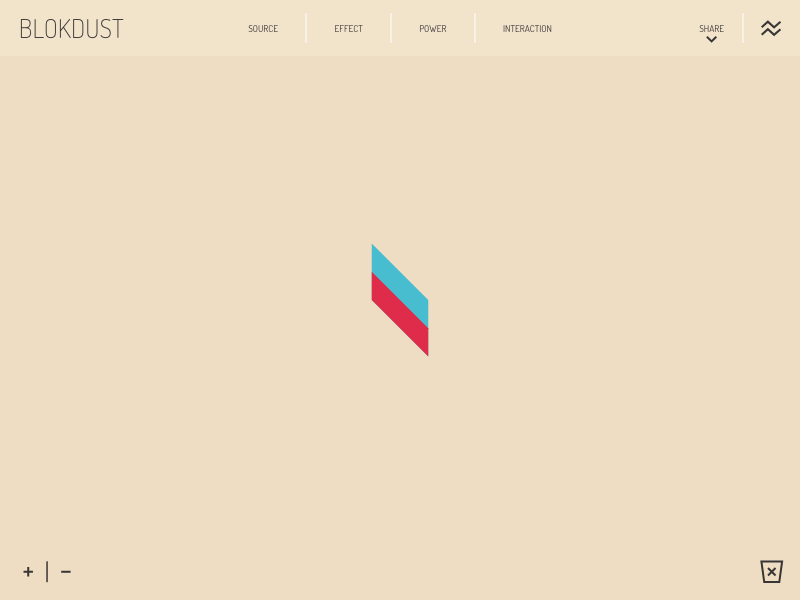 BLOKDUST
SOURCE
EFFECT
POWER
INTERACTION
SHARE